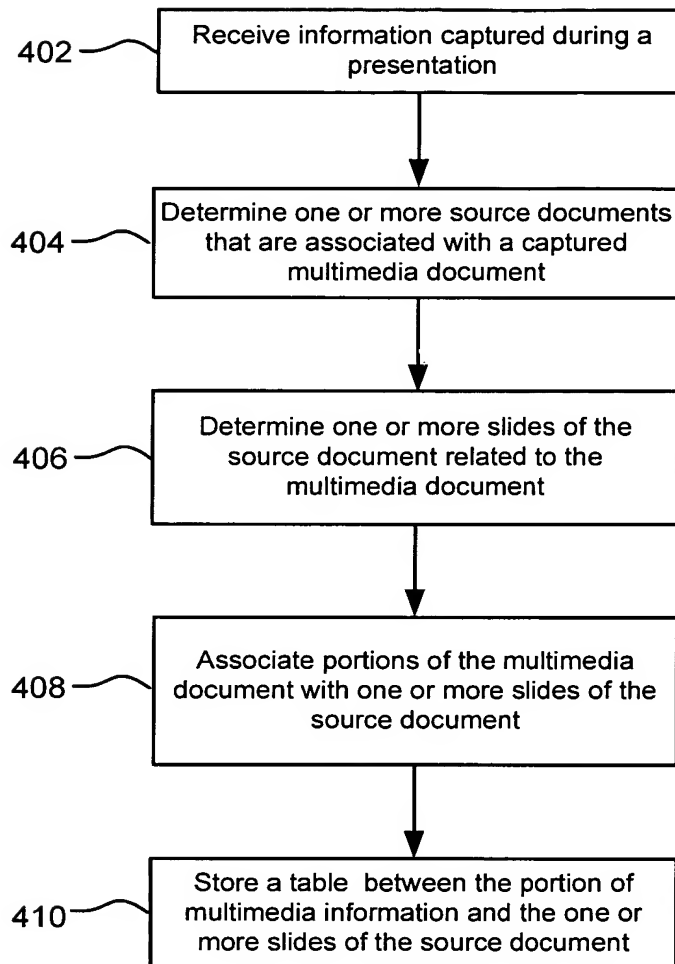 402
Receive information captured during a
presentation
404
Determine one or more source documents
that are associated with a captured
multimedia document
406
Determine one or more slides of the
source document related to the
multimedia document
408
Associate portions of the multimedia
document with one or more slides of the
source document
410
Store a table between the portion of
multimedia information and the one or
more slides of the source document